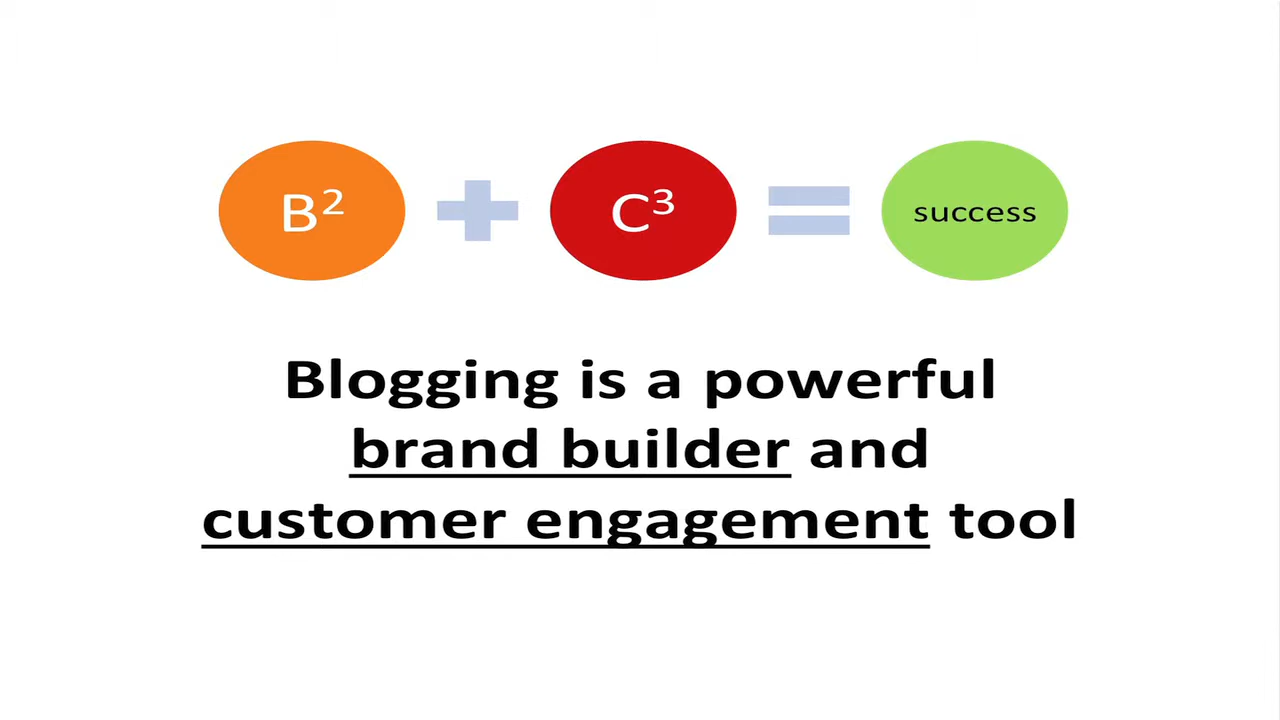 B² + C³ = success
Blogging is a powerful
brand builder and
customer engagement tool